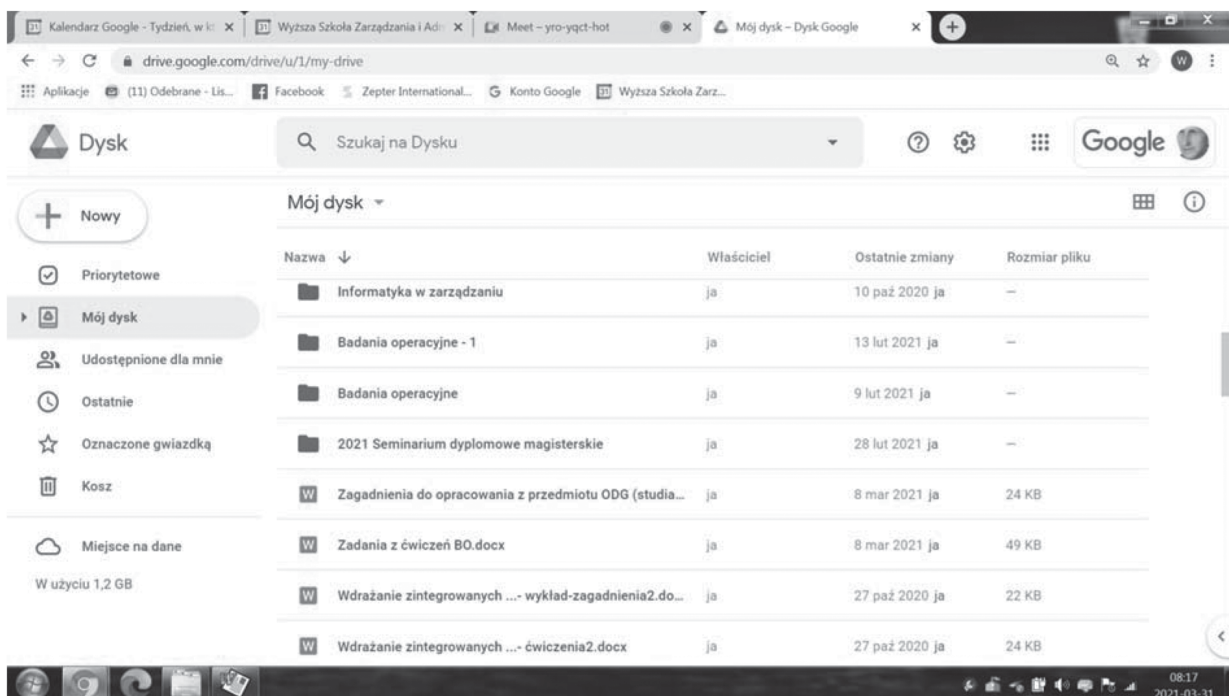 Kalendarz Google - Tydzień, w kt
Wyższa Szkoła Zarządzania i Adm
Meet – yro-yqct-hot
Mój dysk – Dysk Google
drive.google.com/drive/u/1/my-drive
W
Aplikacje
(11) Odebrane - Lis...
Facebook
Zepter International...
Konto Google
Wyższa Szkoła Zarz...
Dysk
Szukaj na Dysku
Google
Nowy
Mój dysk
Nazwa Właściciel Ostatnie zmiany Rozmiar pliku
Priorytetowe
Mój dysk
Udostępnione dla mnie
Ostatnie
Oznaczone gwiazdką
Kosz
Miejsce na dane
W użyciu 1,2 GB
Informatyka w zarządzaniu ja 10 paź 2020 ja —
Badania operacyjne - 1 ja 13 lut 2021 ja —
Badania operacyjne ja 9 lut 2021 ja —
2021 Seminarium dyplomowe magisterskie ja 28 lut 2021 ja —
W Zagadnienia do opracowania z przedmiotu ODG (studia... ja 8 mar 2021 ja 24 KB
W Zadania z ćwiczeń BO.docx ja 8 mar 2021 ja 49 KB
W Wdrażanie zintegrowanych ...- wykład-zagadnienia2.do... ja 27 paź 2020 ja 22 KB
W Wdrażanie zintegrowanych ...- ćwiczenia2.docx ja 27 paź 2020 ja 24 KB
08:17
2021-03-31